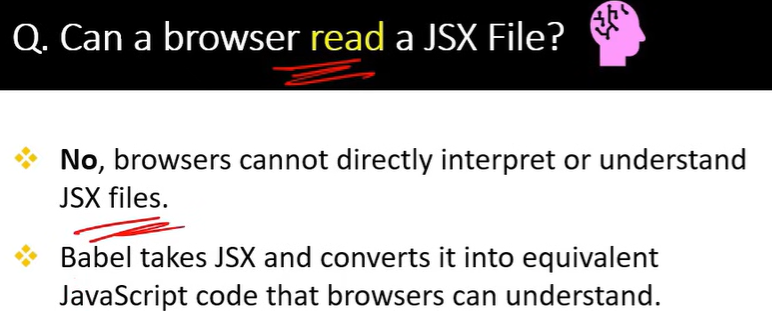 Q. Can a browser read a JSX File?
No, browsers cannot directly interpret or understand
JSX files.
Babel takes JSX and converts it into equivalent
JavaScript code that browsers can understand.